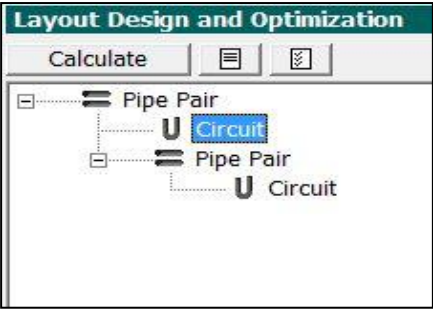 Layout Design and Optimization
Calculate
Pipe Pair
Circuit
Pipe Pair
Circuit